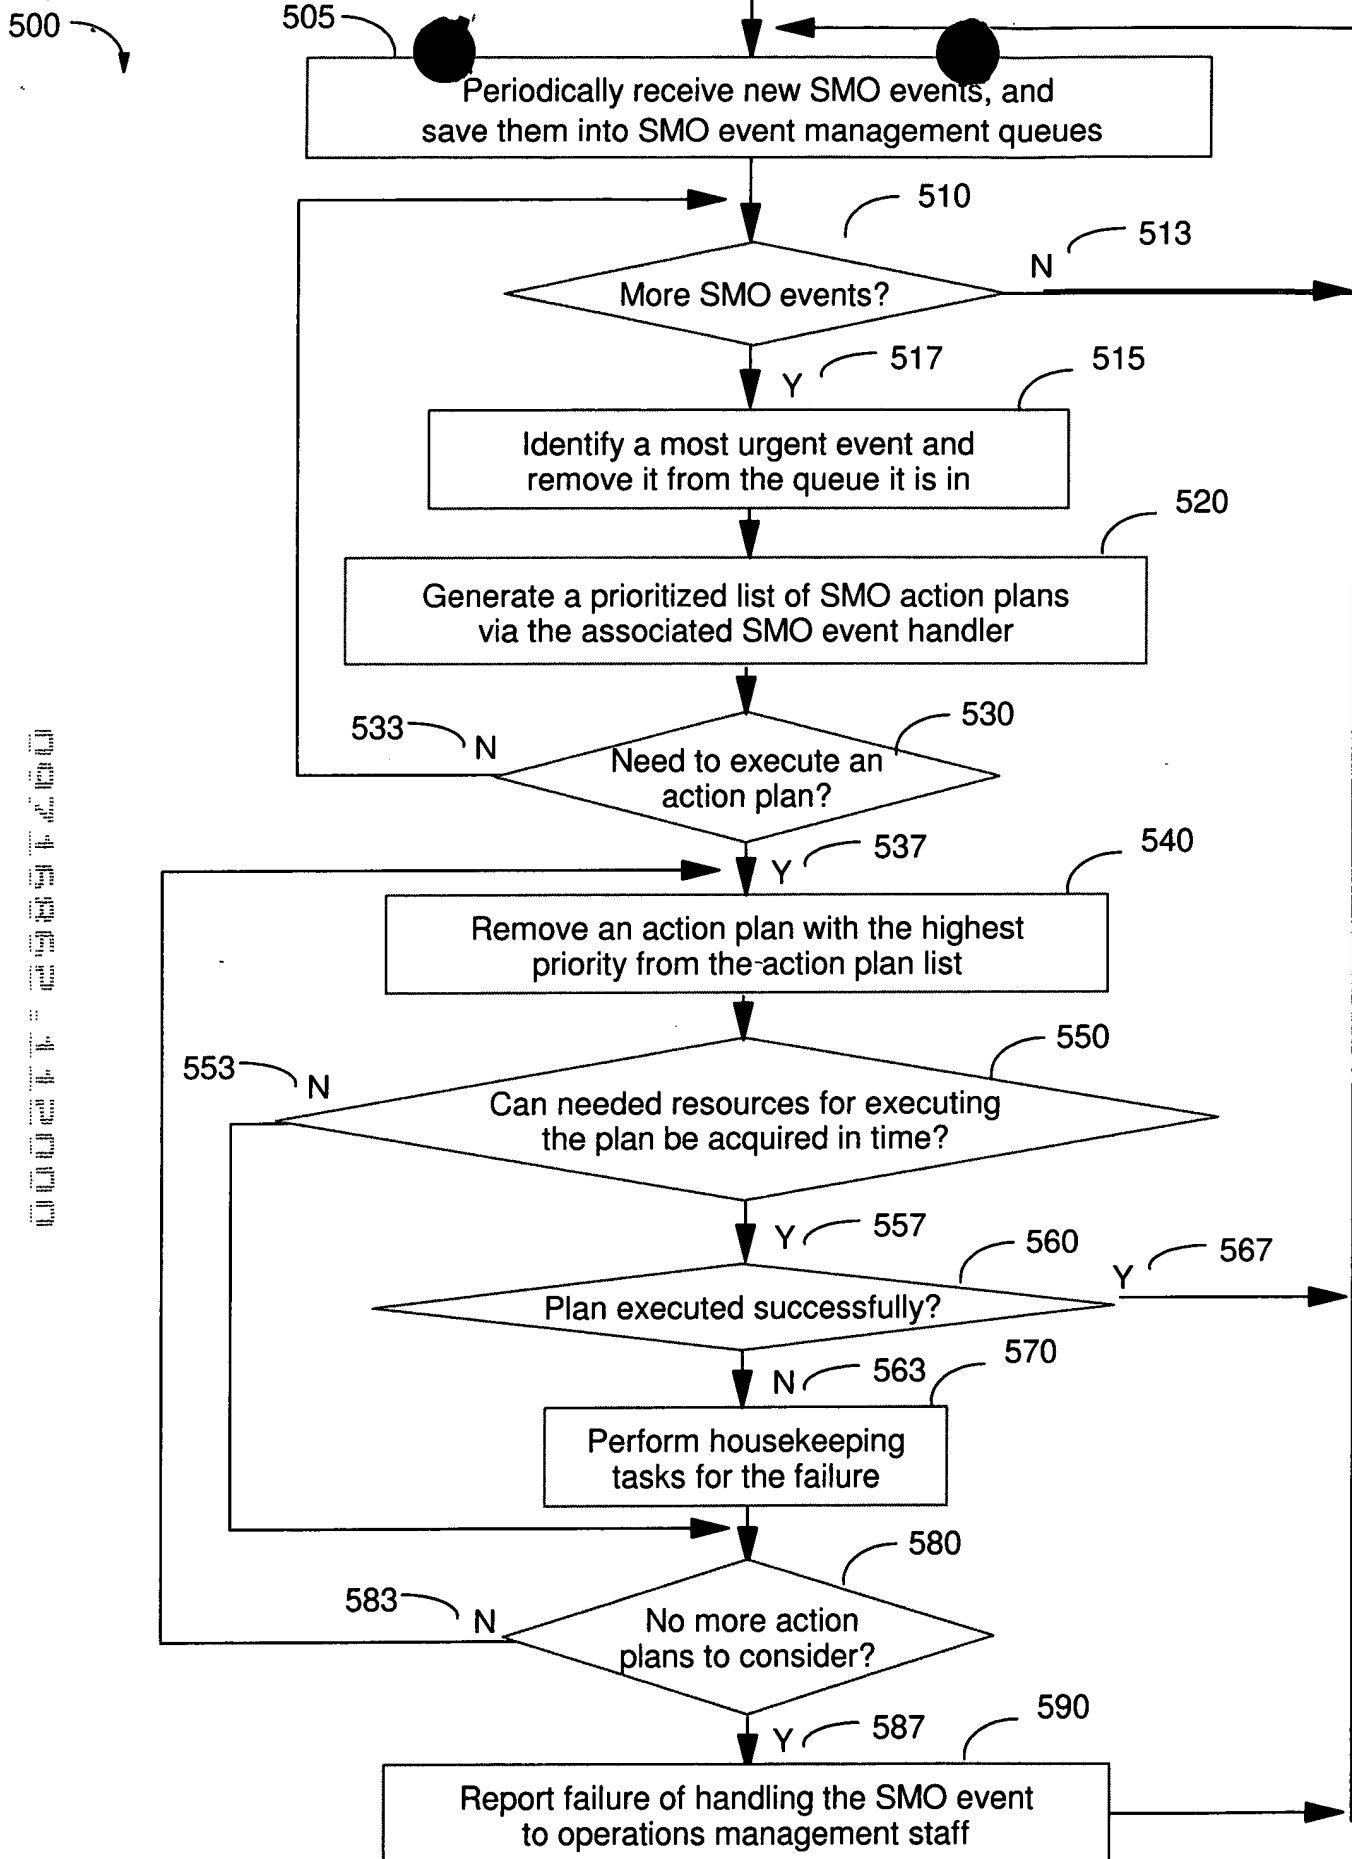 500
505
Periodically receive new SMO events, and
save them into SMO event management queues
510
513
N
More SMO events?
517
Y
515
Identify a most urgent event and
remove it from the queue it is in
520
Generate a prioritized list of SMO action plans
via the associated SMO event handler
533
N
530
Need to execute an
action plan?
537
Y
540
Remove an action plan with the highest
priority from the action plan list
553
N
550
Can needed resources for executing
the plan be acquired in time?
557
Y
560
567
Y
Plan executed successfully?
563
N
570
Perform housekeeping
tasks for the failure
580
583
N
No more action
plans to consider?
587
Y
590
Report failure of handling the SMO event
to operations management staff